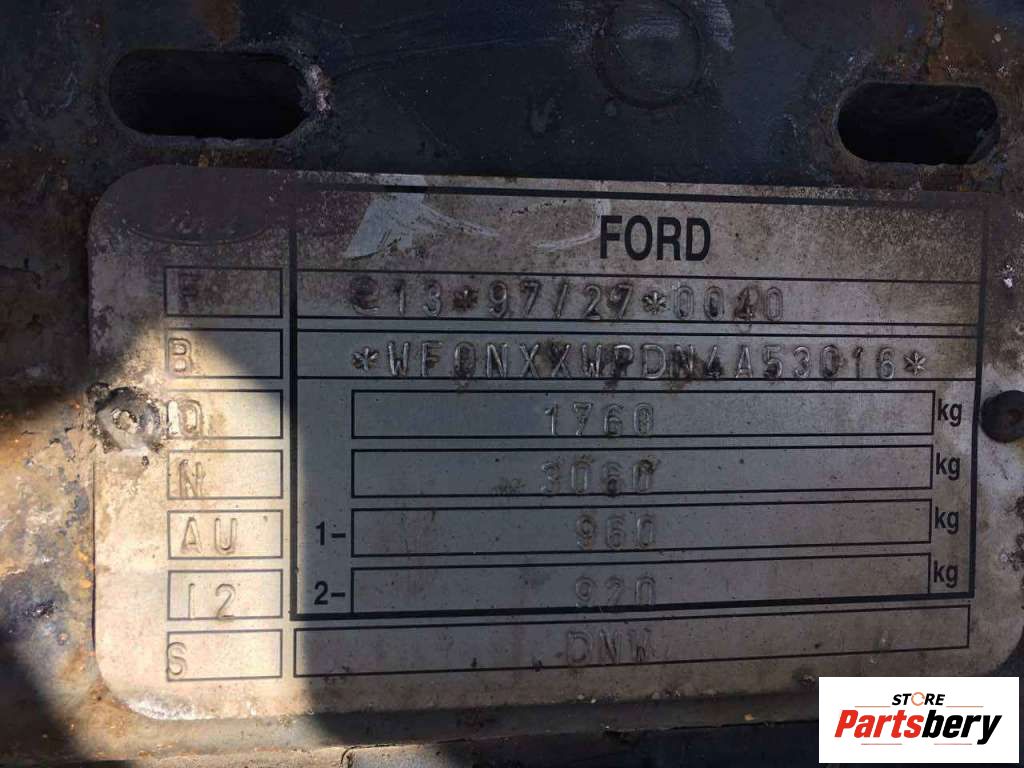 FORD
F e13*97/27*0040
B *WF0NXXWPDN4A53016*
D 1760 kg
N 3060 kg
AU 1- 960 kg
I2 2- 920 kg
S DNW
STORE
Partsbery